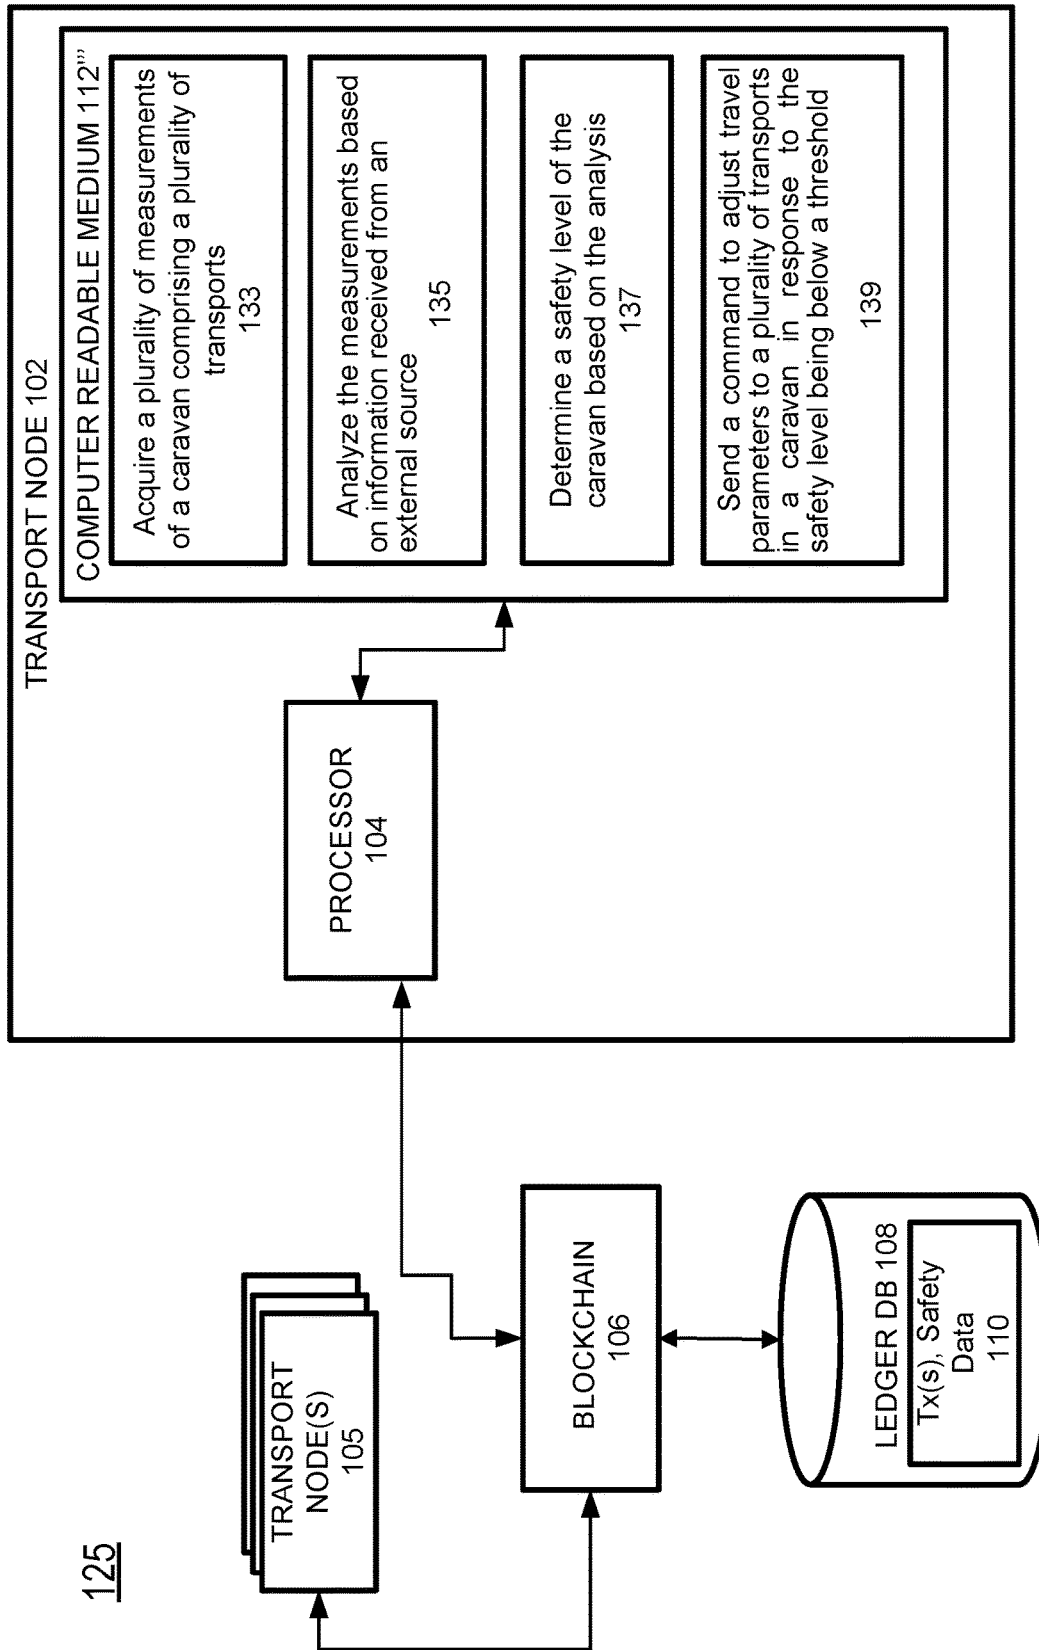 125
TRANSPORT NODE 102
COMPUTER READABLE MEDIUM 112'''
Acquire a plurality of measurements
of a caravan comprising a plurality of
transports
133
Analyze the measurements based
on information received from an
external source
135
Determine a safety level of the
caravan based on the analysis
137
Send a command to adjust travel
parameters to a plurality of transports
in a caravan in response to the
safety level being below a threshold
139
PROCESSOR
104
TRANSPORT
NODE(S)
105
BLOCKCHAIN
106
LEDGER DB 108
Tx(s), Safety
Data
110